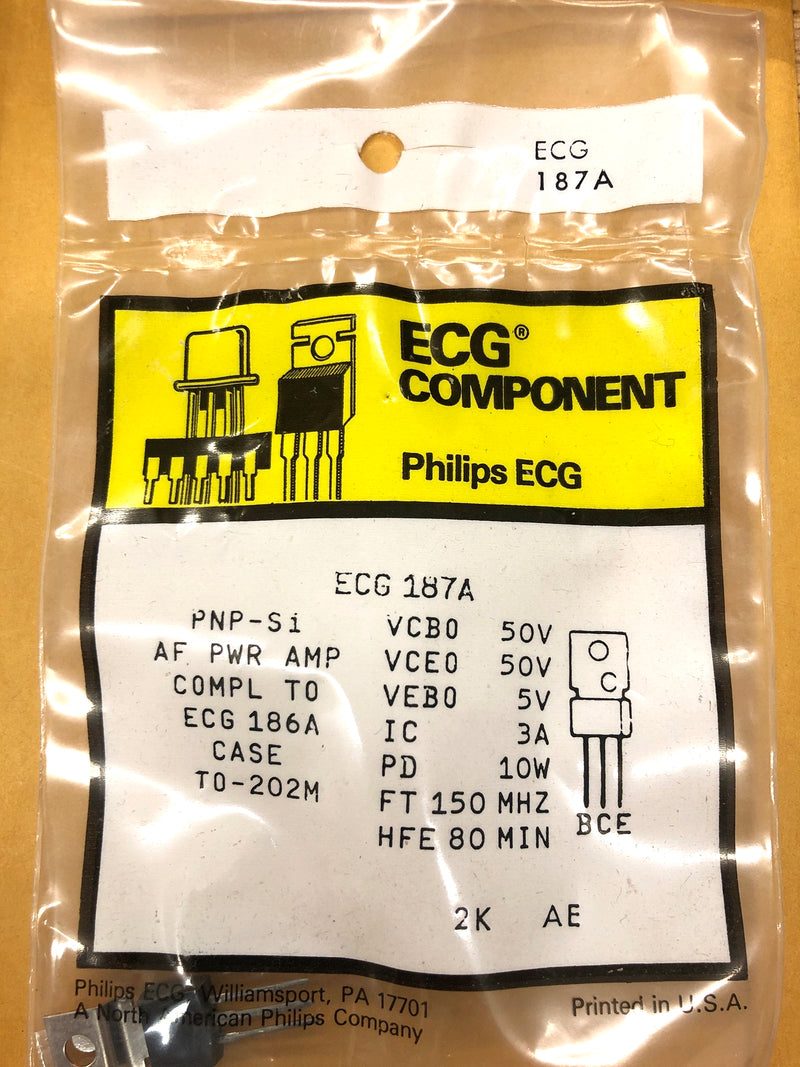 ECG
187A
ECG®
COMPONENT
Philips ECG
ECG 187A
PNP-Si
AF PWR AMP
COMPL TO
ECG 186A
CASE
TO-202M
VCBO 50V
VCEO 50V
VEBO 5V
IC 3A
PD 10W
FT 150 MHZ
HFE 80 MIN
C
BCE
2K AE
Philips ECG Williamsport, PA 17701
A North American Philips Company
Printed in U.S.A.